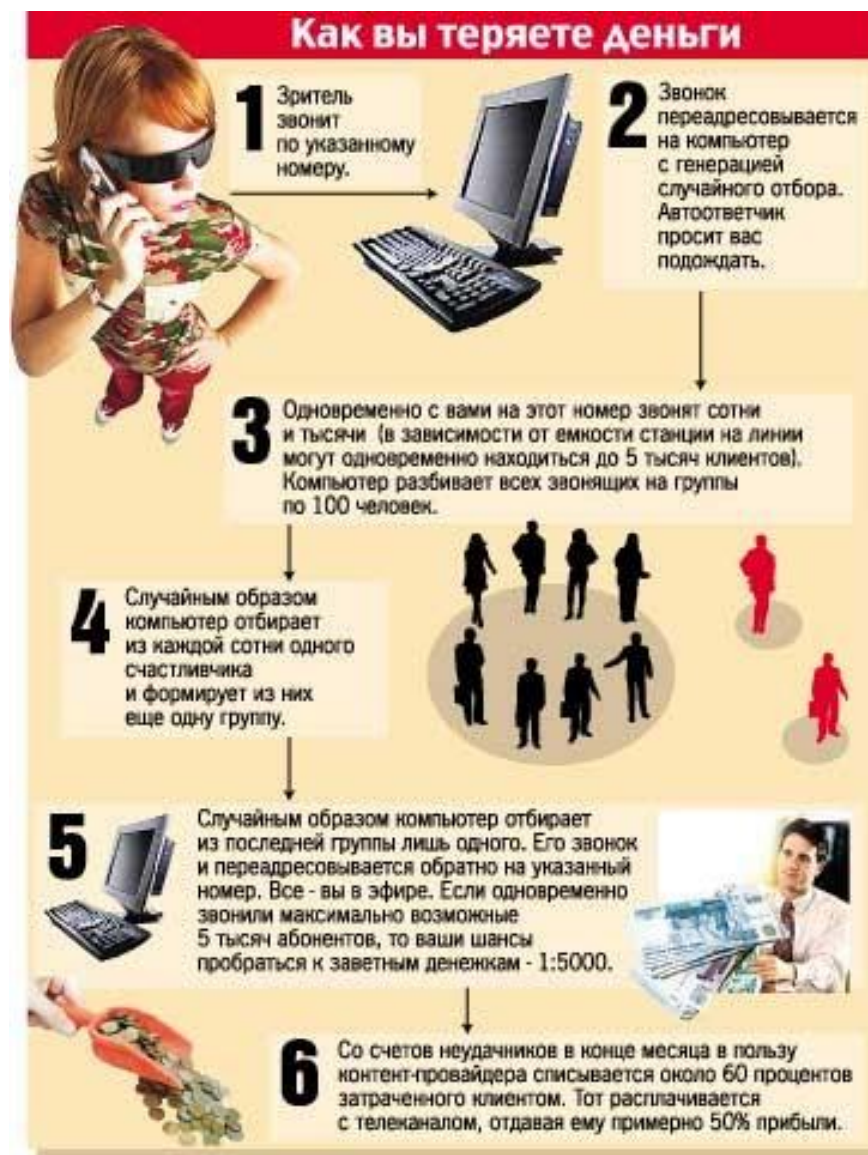 Как вы теряете деньги
1
Зритель
звонит
по указанному
номеру.
2
Звонок
переадресовывается
на компьютер
с генерацией
случайного отбора.
Автоответчик
просит вас
подождать.
3
Одновременно с вами на этот номер звонят сотни
и тысячи (в зависимости от емкости станции на линии
могут одновременно находиться до 5 тысяч клиентов).
Компьютер разбивает всех звонящих на группы
по 100 человек.
4
Случайным образом
компьютер отбирает
из каждой сотни одного
счастливчика
и формирует из них
еще одну группу.
5
Случайным образом компьютер отбирает
из последней группы лишь одного. Его звонок
и переадресовывается обратно на указанный
номер. Все - вы в эфире. Если одновременно
звонили максимально возможные
5 тысяч абонентов, то ваши шансы
пробраться к заветным денежкам - 1:5000.
6
Со счетов неудачников в конце месяца в пользу
контент-провайдера списывается около 60 процентов
затраченного клиентом. Тот расплачивается
с телеканалом, отдавая ему примерно 50% прибыли.